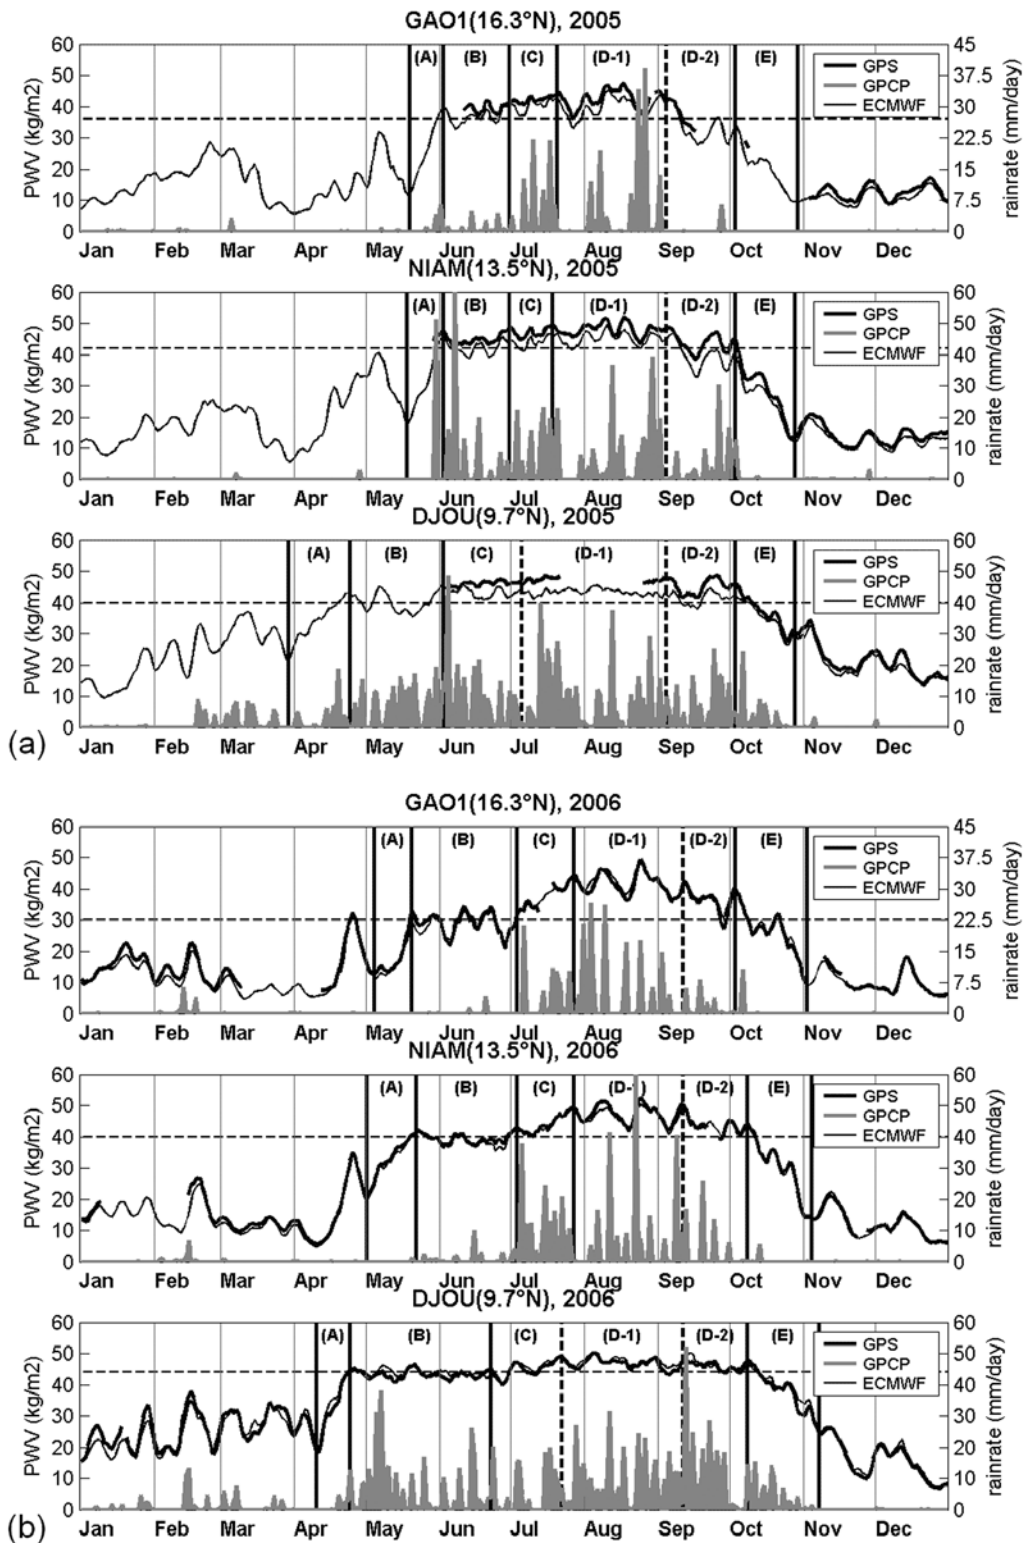 GAO1(16.3°N), 2005
(A) (B) (C) (D-1) (D-2) (E)
GPS
GPCP
ECMWF
PWV (kg/m2)
rainrate (mm/day)
60 50 40 30 20 10 0
45 37.5 30 22.5 15 7.5 0
Jan Feb Mar Apr May Jun Jul Aug Sep Oct Nov Dec
NIAM(13.5°N), 2005
(A) (B) (C) (D-1) (D-2) (E)
GPS
GPCP
ECMWF
PWV (kg/m2)
rainrate (mm/day)
60 50 40 30 20 10 0
60 50 40 30 20 10 0
Jan Feb Mar Apr May Jun Jul Aug Sep Oct Nov Dec
DJOU(9.7°N), 2005
(A) (B) (C) (D-1) (D-2) (E)
GPS
GPCP
ECMWF
PWV (kg/m2)
rainrate (mm/day)
60 50 40 30 20 10 0
60 50 40 30 20 10 0
(a)
Jan Feb Mar Apr May Jun Jul Aug Sep Oct Nov Dec
GAO1(16.3°N), 2006
(A) (B) (C) (D-1) (D-2) (E)
GPS
GPCP
ECMWF
PWV (kg/m2)
rainrate (mm/day)
60 50 40 30 20 10 0
45 37.5 30 22.5 15 7.5 0
Jan Feb Mar Apr May Jun Jul Aug Sep Oct Nov Dec
NIAM(13.5°N), 2006
(A) (B) (C) (D-1) (D-2) (E)
GPS
GPCP
ECMWF
PWV (kg/m2)
rainrate (mm/day)
60 50 40 30 20 10 0
60 50 40 30 20 10 0
Jan Feb Mar Apr May Jun Jul Aug Sep Oct Nov Dec
DJOU(9.7°N), 2006
(A) (B) (C) (D-1) (D-2) (E)
GPS
GPCP
ECMWF
PWV (kg/m2)
rainrate (mm/day)
60 50 40 30 20 10 0
60 50 40 30 20 10 0
(b)
Jan Feb Mar Apr May Jun Jul Aug Sep Oct Nov Dec